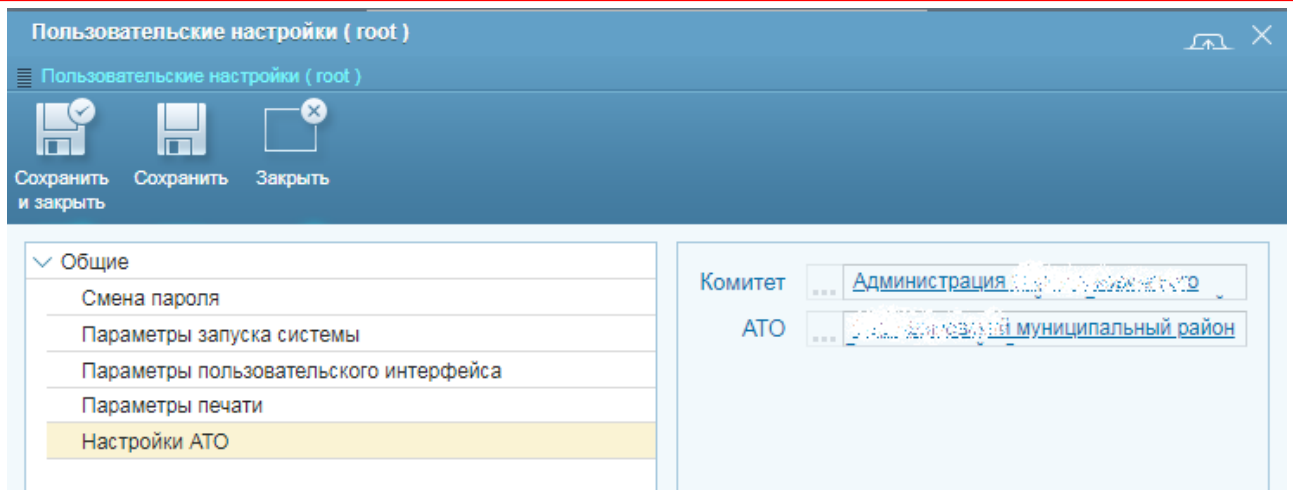 Пользовательские настройки ( root )
Пользовательские настройки ( root )
Сохранить и закрыть
Сохранить
Закрыть
Общие
Смена пароля
Параметры запуска системы
Параметры пользовательского интерфейса
Параметры печати
Настройки АТО
Комитет ... Администрация
АТО ... муниципальный район